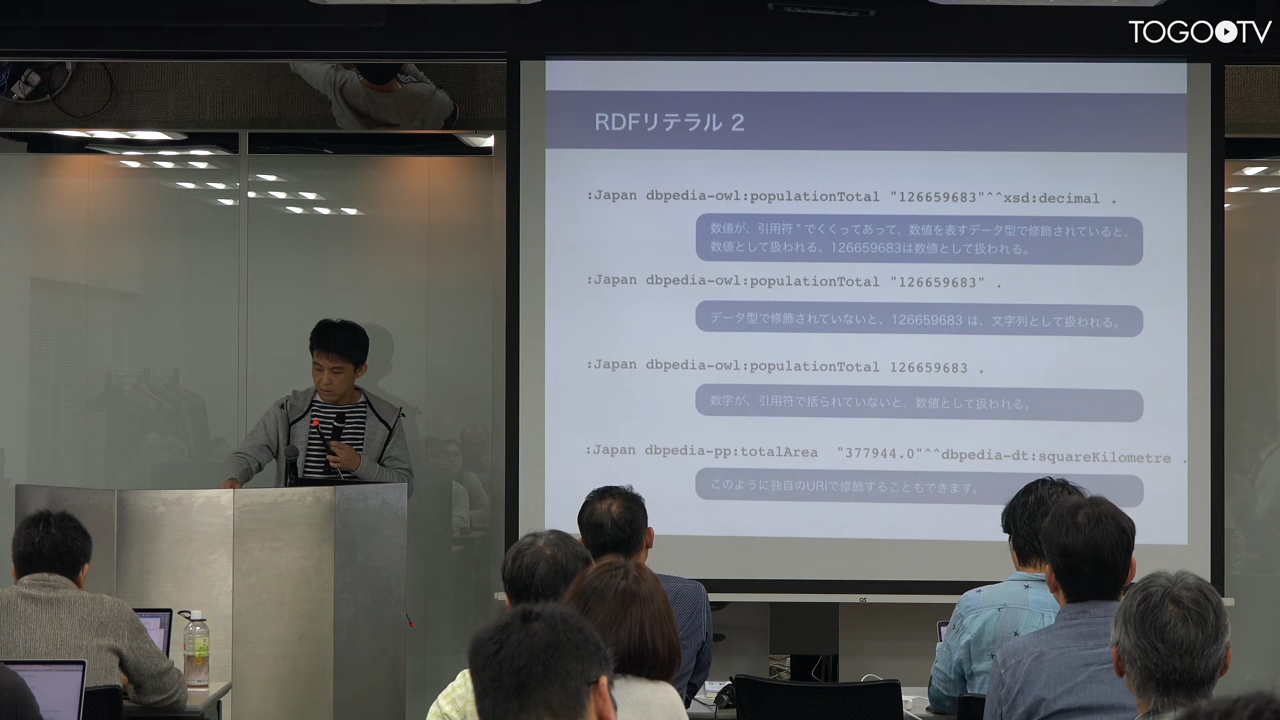 TOGOTV
RDFリテラル 2
:Japan dbpedia-owl:populationTotal "126659683"^^xsd:decimal .
数値が、引用符 " でくくってあって、数値を表すデータ型で修飾されていると、
数値として扱われる。126659683は数値として扱われる。
:Japan dbpedia-owl:populationTotal "126659683" .
データ型で修飾されていないと、126659683 は、文字列として扱われる。
:Japan dbpedia-owl:populationTotal 126659683 .
数字が、引用符で括られていないと、数値として扱われる。
:Japan dbpedia-pp:totalArea "377944.0"^^dbpedia-dt:squareKilometre .
このように独自のURIで修飾することもできます。